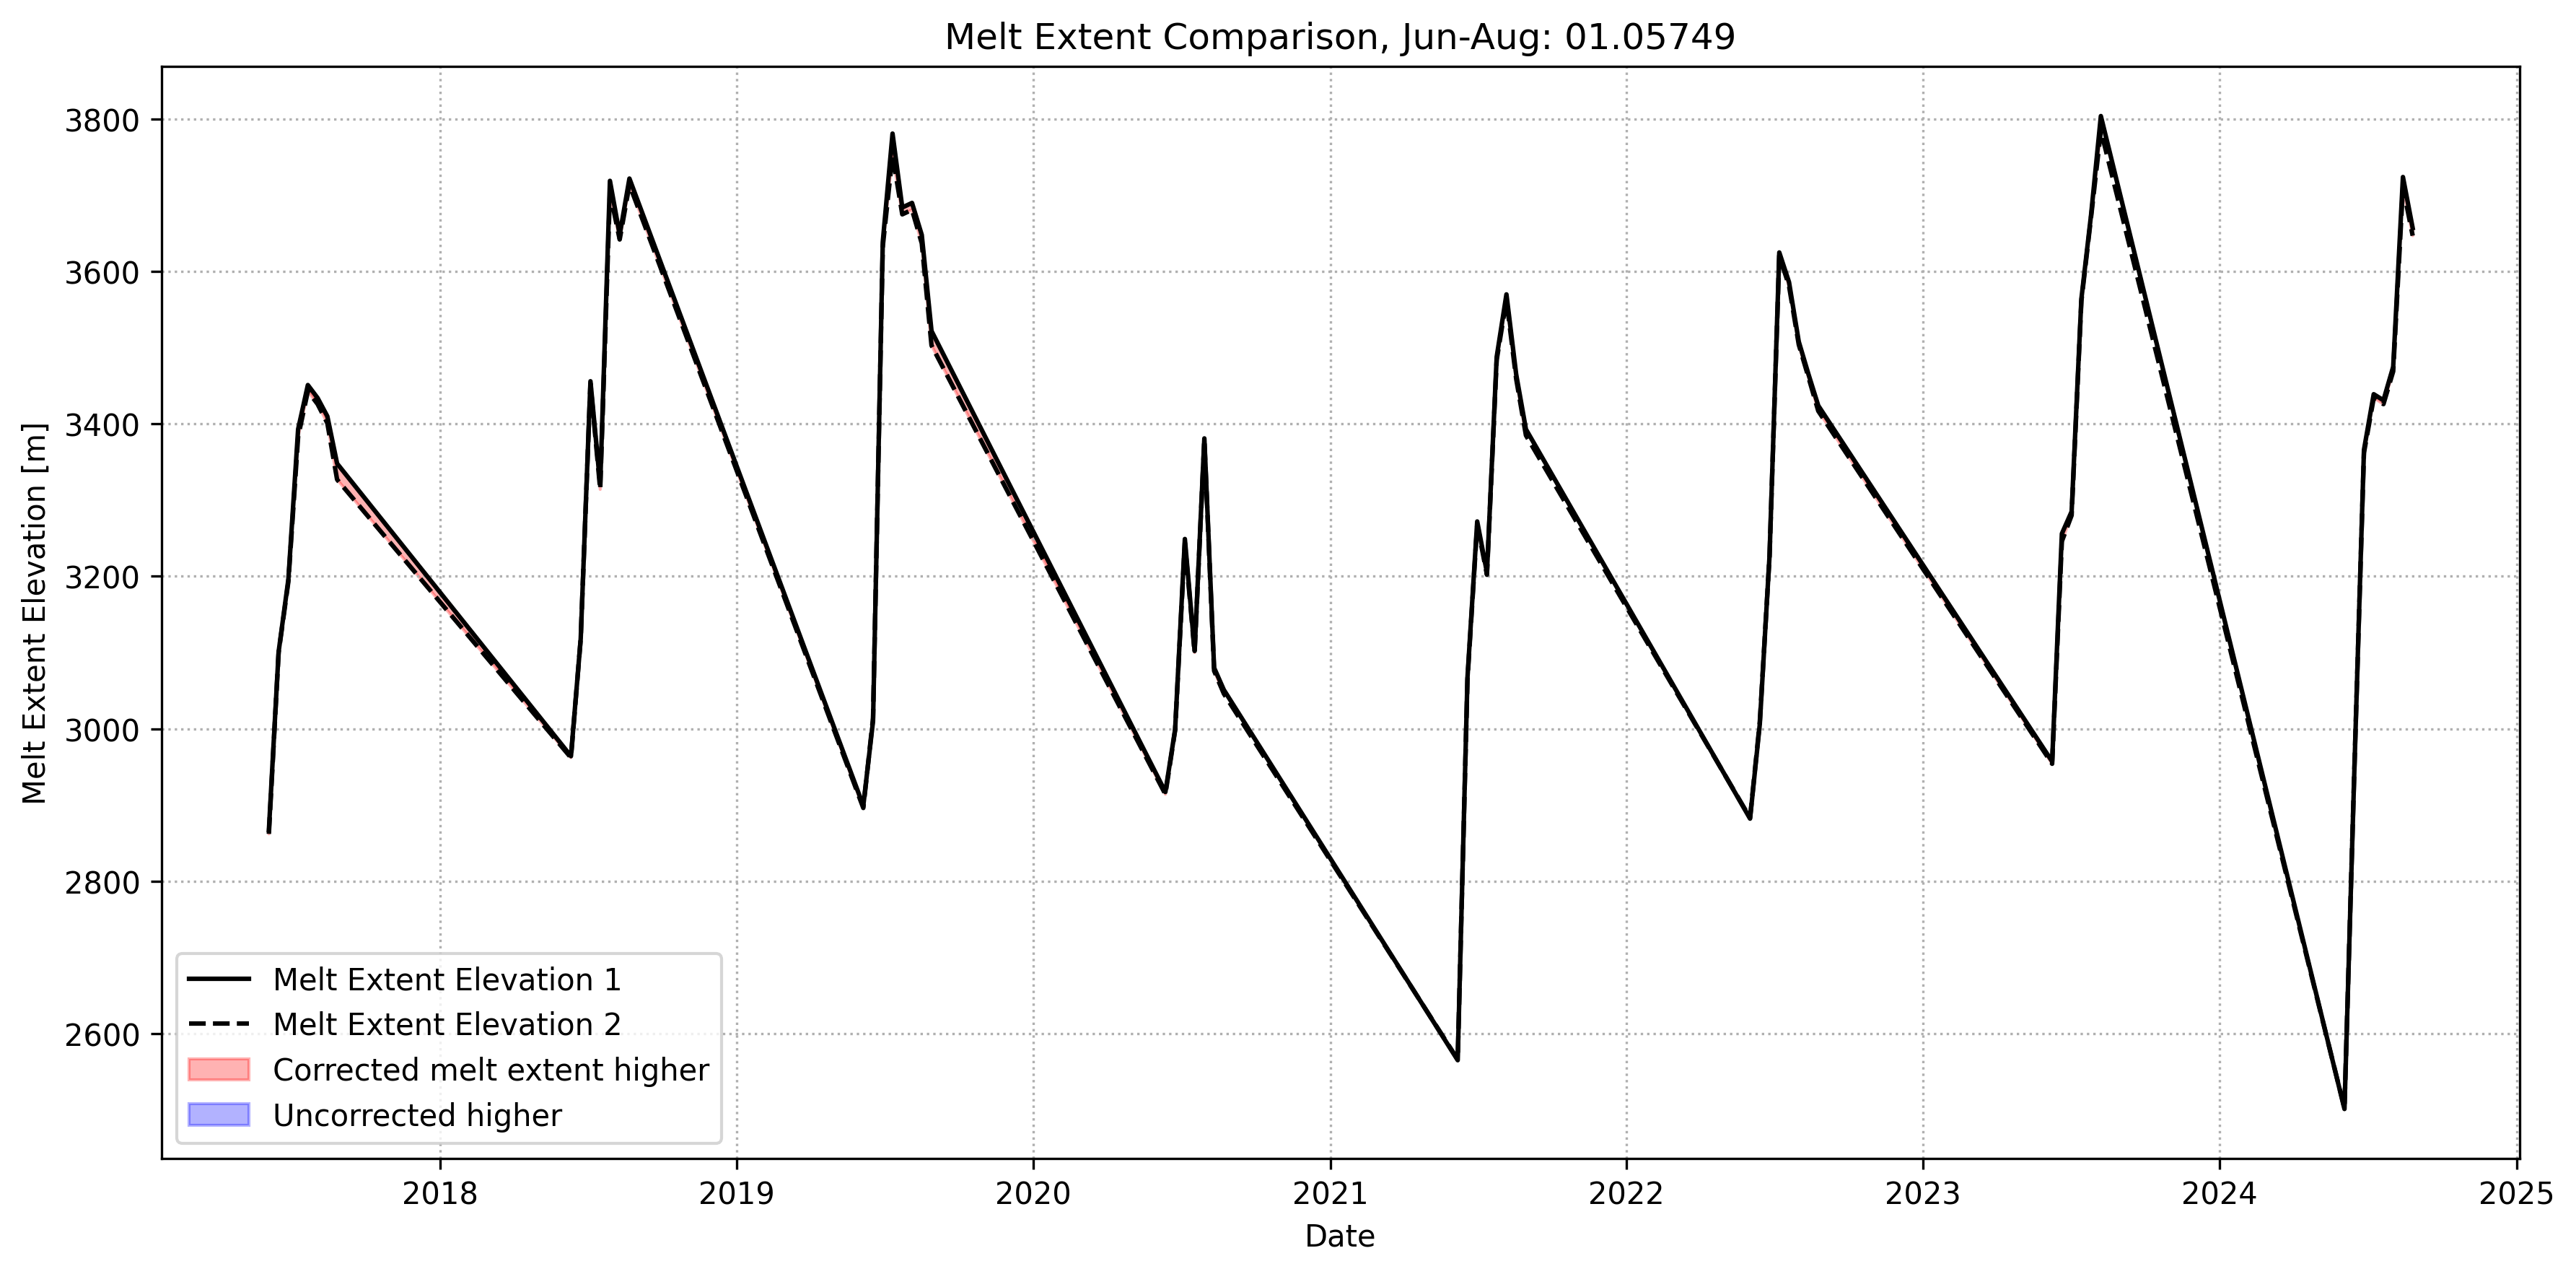 Melt Extent Comparison, Jun-Aug: 01.05749
Melt Extent Elevation [m]
3800
3600
3400
3200
3000
2800
2600
Melt Extent Elevation 1
Melt Extent Elevation 2
Corrected melt extent higher
Uncorrected higher
2018 2019 2020 2021 2022 2023 2024 2025
Date